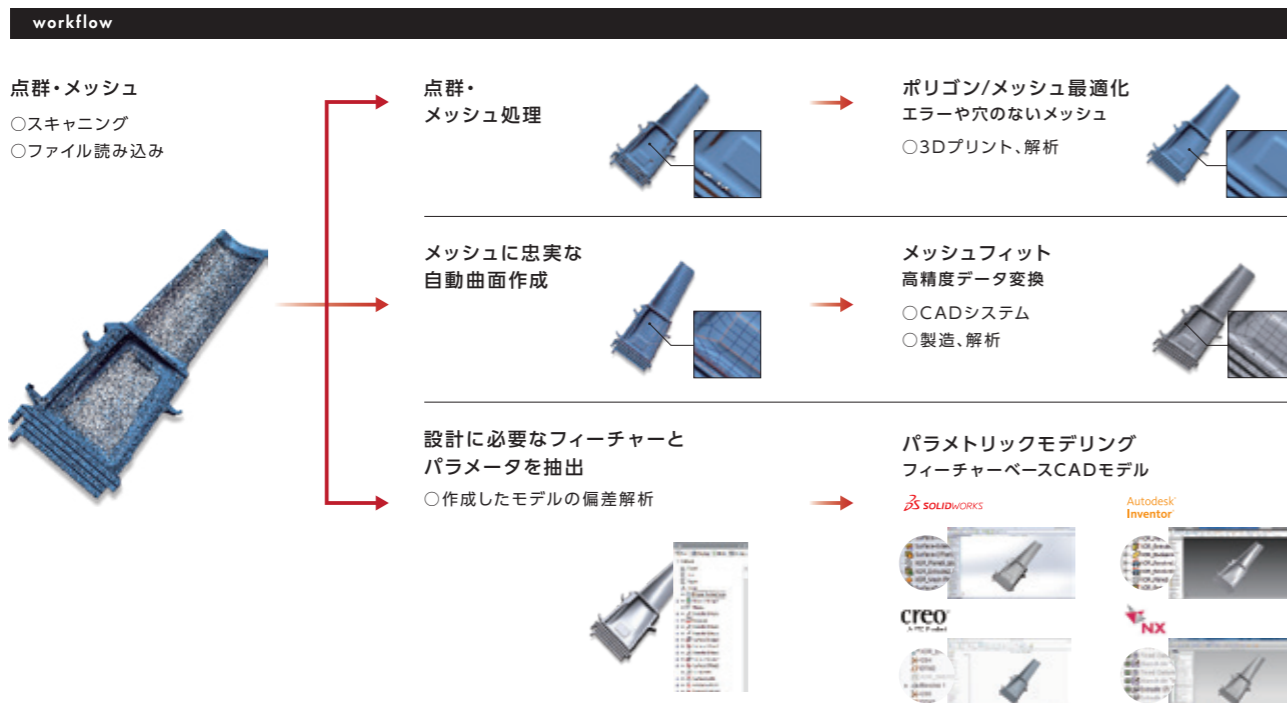 workflow
点群・メッシュ
○スキャニング
○ファイル読み込み
点群・
メッシュ処理
ポリゴン/メッシュ最適化
エラーや穴のないメッシュ
○3Dプリント、解析
メッシュに忠実な
自動曲面作成
メッシュフィット
高精度データ変換
○CADシステム
○製造、解析
設計に必要なフィーチャーと
パラメータを抽出
○作成したモデルの偏差解析
パラメトリックモデリング
フィーチャーベースCADモデル
SOLIDWORKS
Autodesk
Inventor
creo
NX